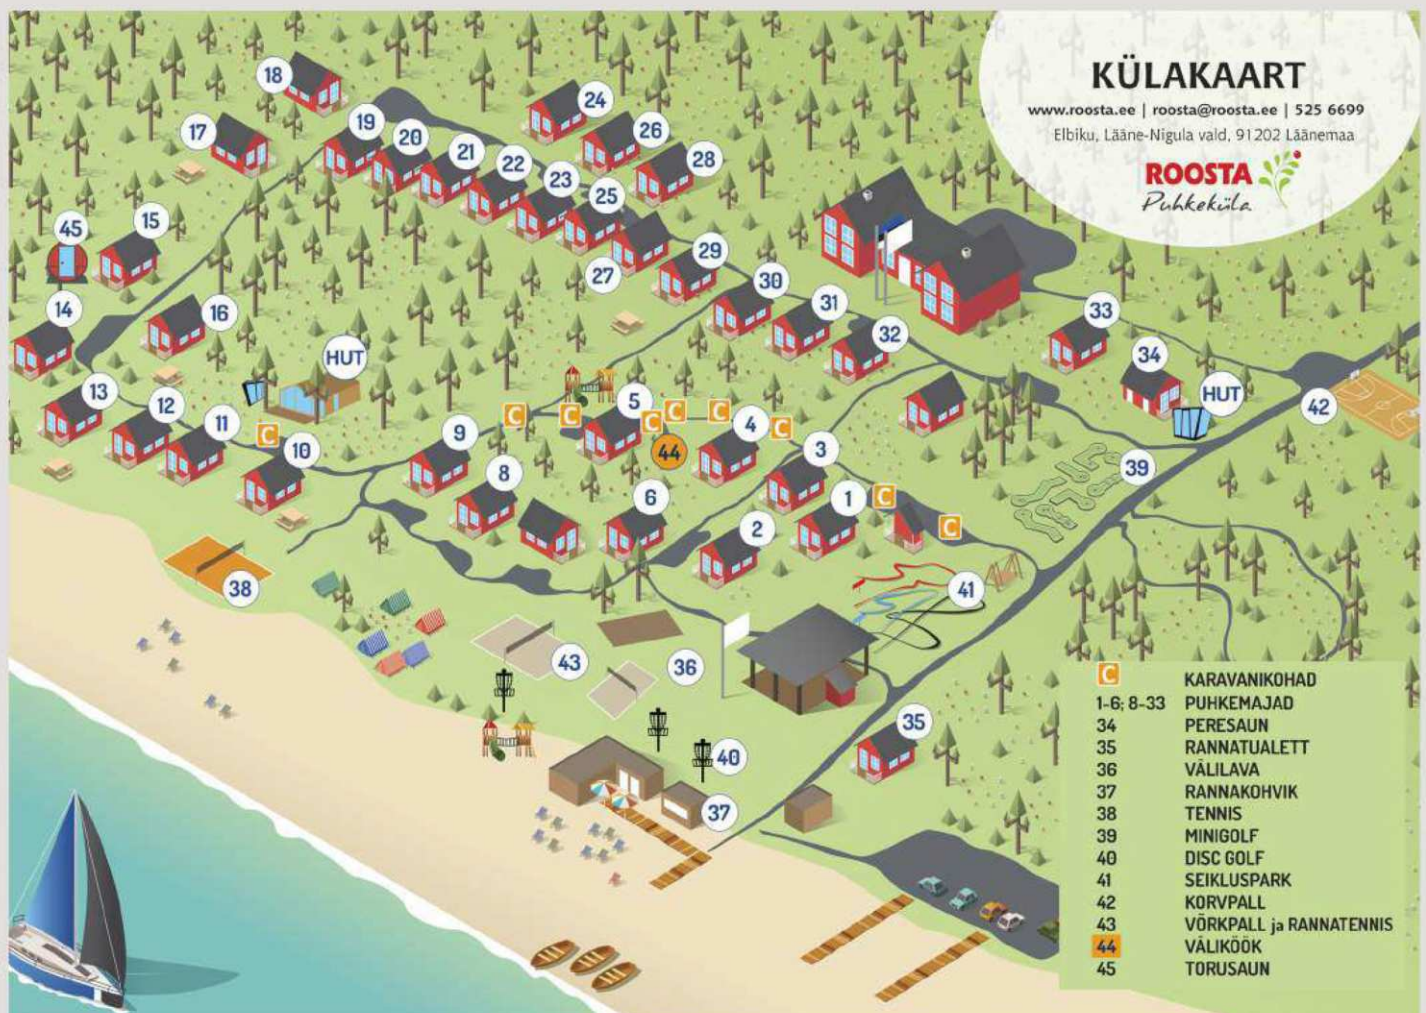 KÜLAKAART
www.roosta.ee | roosta@roosta.ee | 525 6699
Elbiku, Lääne-Nigula vald, 91202 Läänemaa
ROOSTA
Puhkeküla
18
24
17
19
20
26
21
28
22
23
25
45
15
29
27
30
14
16
31
33
32
HUT
34
HUT
13
12
11
C
10
9
C
C
5
C
C
C
4
C
44
3
42
39
8
6
1
C
2
C
38
41
43
36
35
40
37
C KARAVANIKOHAD
1-6; 8-33 PUHKEMAJAD
34 PERESAUN
35 RANNATUALETT
36 VÄLILAVA
37 RANNAKOHVIK
38 TENNIS
39 MINIGOLF
40 DISC GOLF
41 SEIKLUSPARK
42 KORVPALL
43 VÕRKPALL ja RANNATENNIS
44 VÄLIKÖÖK
45 TORUSAUN